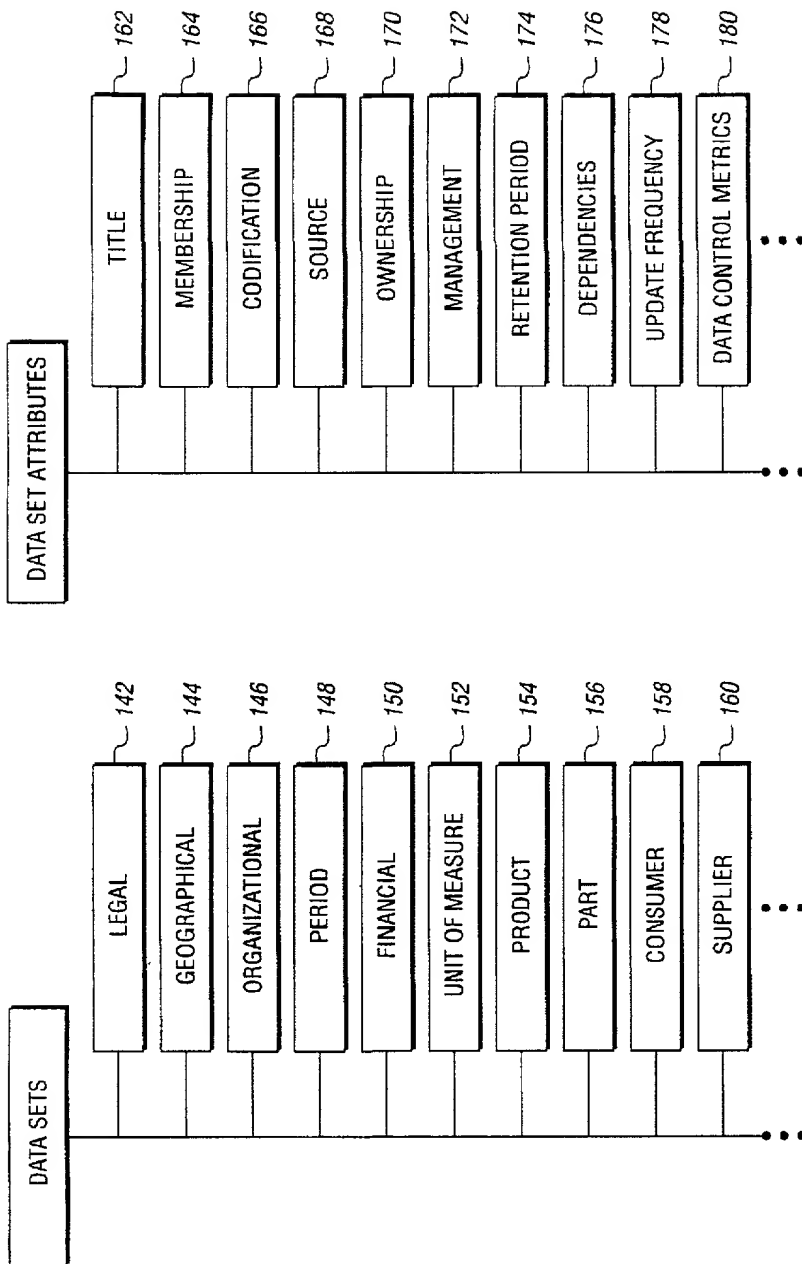 DATA SETS
LEGAL 142
GEOGRAPHICAL 144
ORGANIZATIONAL 146
PERIOD 148
FINANCIAL 150
UNIT OF MEASURE 152
PRODUCT 154
PART 156
CONSUMER 158
SUPPLIER 160
DATA SET ATTRIBUTES
TITLE 162
MEMBERSHIP 164
CODIFICATION 166
SOURCE 168
OWNERSHIP 170
MANAGEMENT 172
RETENTION PERIOD 174
DEPENDENCIES 176
UPDATE FREQUENCY 178
DATA CONTROL METRICS 180